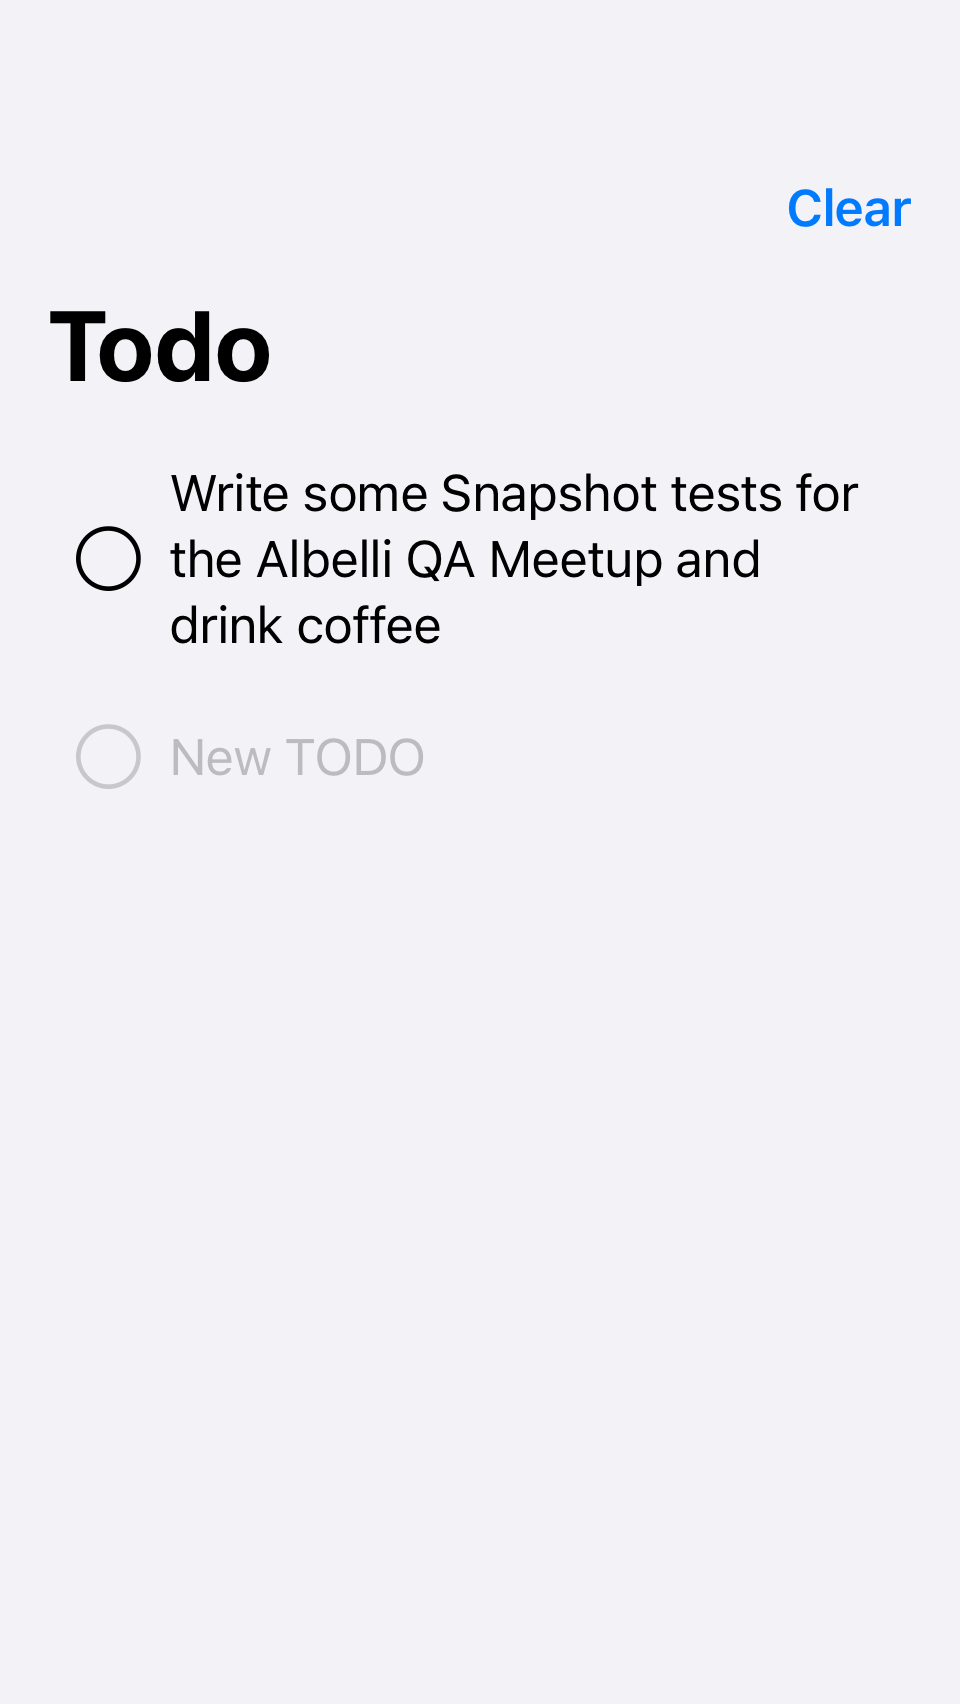 Clear
Todo
Write some Snapshot tests for
the Albelli QA Meetup and
drink coffee
New TODO